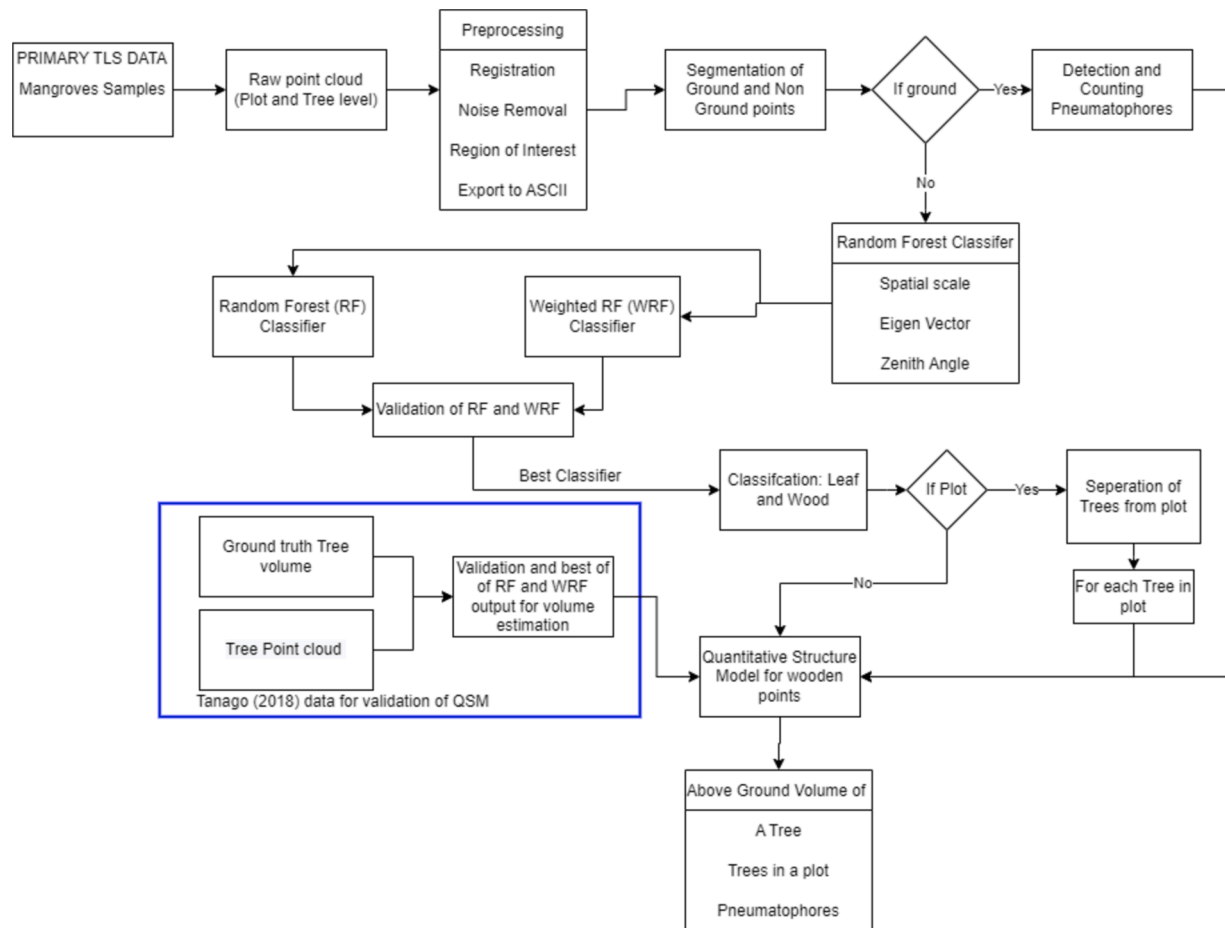 PRIMARY TLS DATA
Mangroves Samples
Raw point cloud
(Plot and Tree level)
Preprocessing
Registration
Noise Removal
Region of Interest
Export to ASCII
Segmentation of
Ground and Non
Ground points
If ground
Yes
Detection and
Counting
Pneumatophores
No
Random Forest Classifer
Spatial scale
Eigen Vector
Zenith Angle
Random Forest (RF)
Classifier
Weighted RF (WRF)
Classifier
Validation of RF and WRF
Best Classifier
Classifcation: Leaf
and Wood
If Plot
Yes
Seperation of
Trees from plot
No
For each Tree in
plot
Ground truth Tree
volume
Tree Point cloud
Validation and best of
of RF and WRF
output for volume
estimation
Tanago (2018) data for validation of QSM
Quantitative Structure
Model for wooden
points
Above Ground Volume of
A Tree
Trees in a plot
Pneumatophores